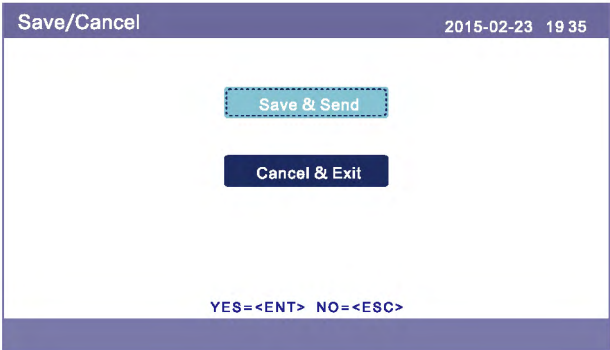 Save/Cancel 2015-02-23 19 35
Save & Send
Cancel & Exit
YES=<ENT> NO=<ESC>